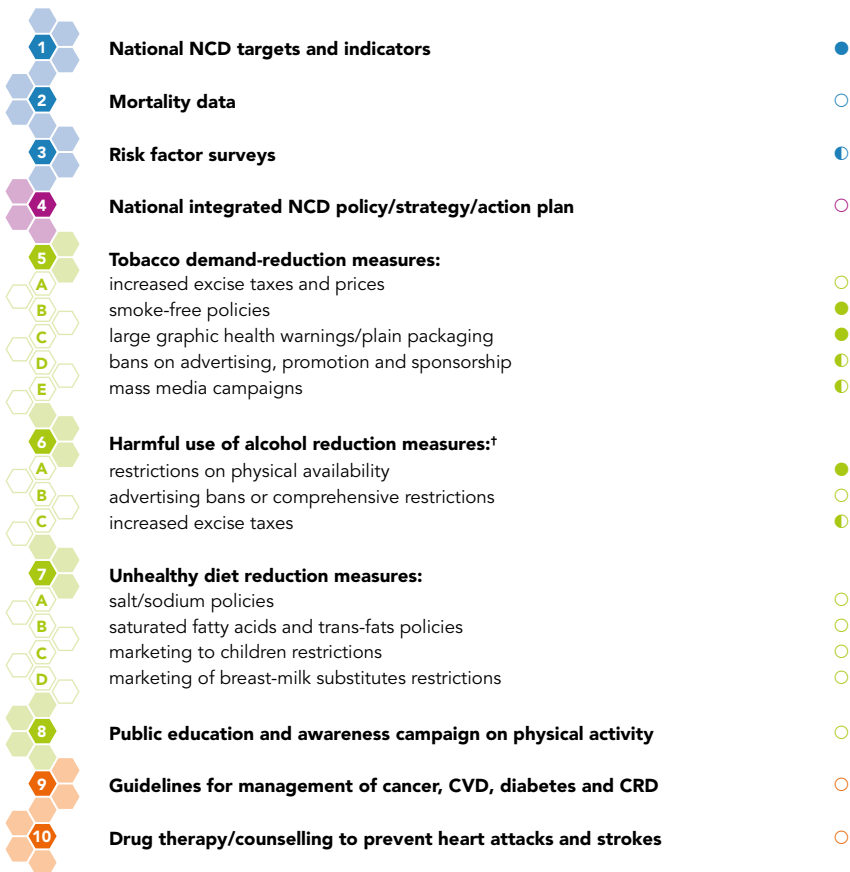 1 National NCD targets and indicators
2 Mortality data
3 Risk factor surveys
4 National integrated NCD policy/strategy/action plan
5 Tobacco demand-reduction measures:
A increased excise taxes and prices
B smoke-free policies
C large graphic health warnings/plain packaging
D bans on advertising, promotion and sponsorship
E mass media campaigns
6 Harmful use of alcohol reduction measures:†
A restrictions on physical availability
B advertising bans or comprehensive restrictions
C increased excise taxes
7 Unhealthy diet reduction measures:
A salt/sodium policies
B saturated fatty acids and trans-fats policies
C marketing to children restrictions
D marketing of breast-milk substitutes restrictions
8 Public education and awareness campaign on physical activity
9 Guidelines for management of cancer, CVD, diabetes and CRD
10 Drug therapy/counselling to prevent heart attacks and strokes